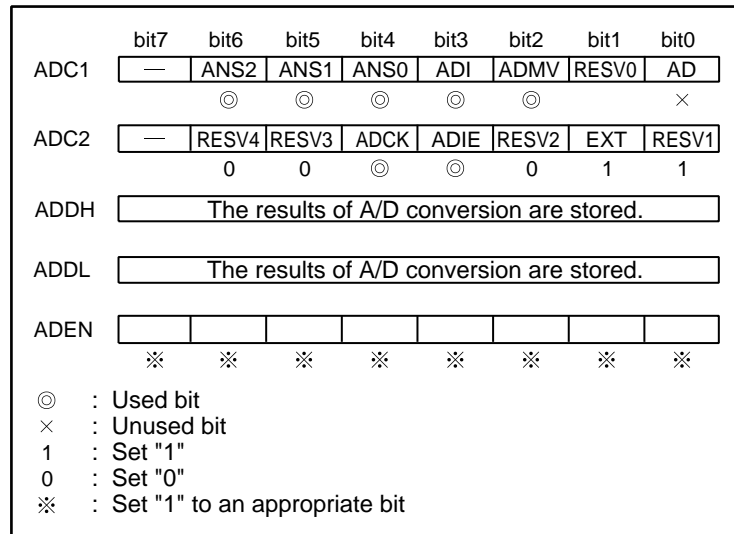 bit7 bit6 bit5 bit4 bit3 bit2 bit1 bit0
ADC1 — ANS2 ANS1 ANS0 ADI ADMV RESV0 AD
◎ ◎ ◎ ◎ ◎ ×
ADC2 — RESV4 RESV3 ADCK ADIE RESV2 EXT RESV1
0 0 ◎ ◎ 0 1 1
ADDH The results of A/D conversion are stored.
ADDL The results of A/D conversion are stored.
ADEN
※ ※ ※ ※ ※ ※ ※ ※
◎ : Used bit
× : Unused bit
1 : Set "1"
0 : Set "0"
※ : Set "1" to an appropriate bit